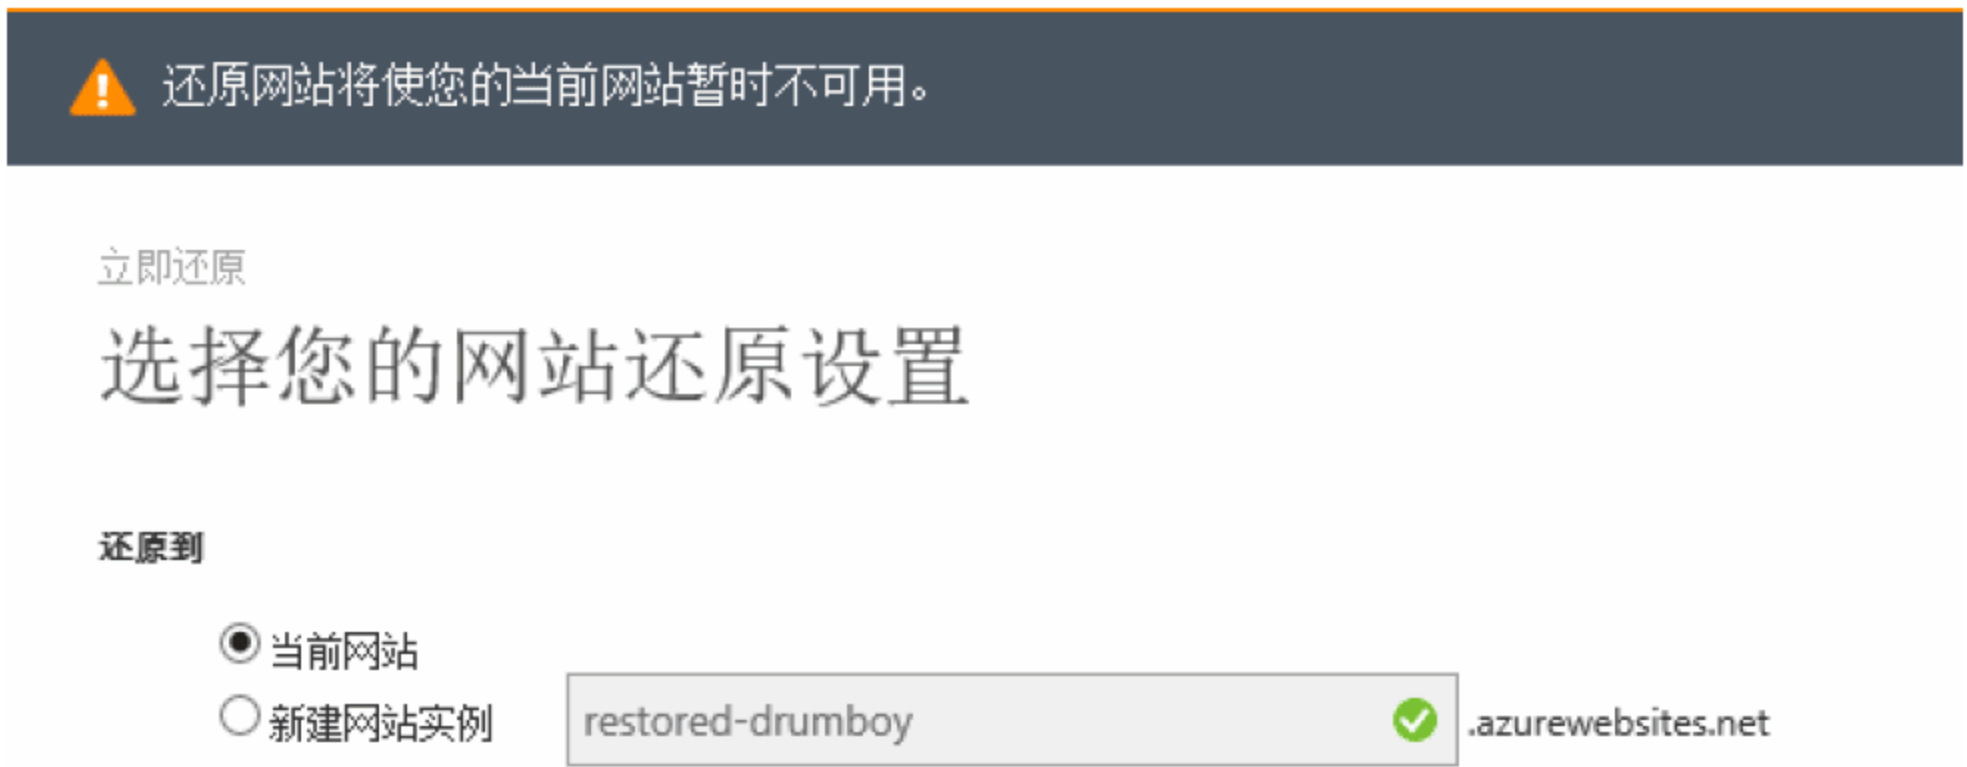 还原网站将使您的当前网站暂时不可用。
立即还原
选择您的网站还原设置
还原到
当前网站
新建网站实例 restored-drumboy .azurewebsites.net